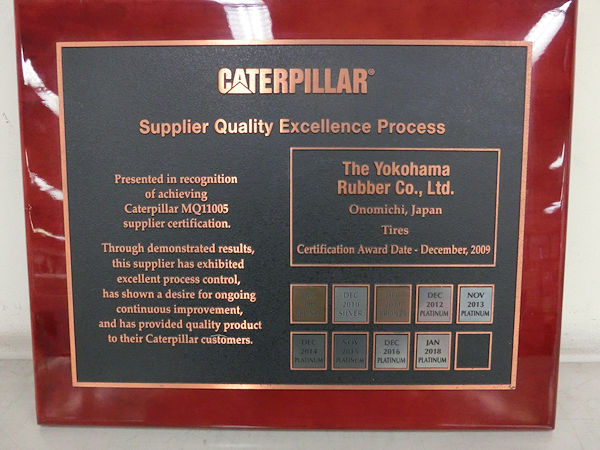 CATERPILLAR®
Supplier Quality Excellence Process
Presented in recognition
of achieving
Caterpillar MQ11005
supplier certification.
Through demonstrated results,
this supplier has exhibited
excellent process control,
has shown a desire for ongoing
continuous improvement,
and has provided quality product
to their Caterpillar customers.
The Yokohama
Rubber Co., Ltd.
Onomichi, Japan
Tires
Certification Award Date - December, 2009
DEC
2010
SILVER
BRONZE
DEC
2012
PLATINUM
NOV
2013
PLATINUM
DEC
2014
PLATINUM
NOV
2015
PLATINUM
DEC
2016
PLATINUM
JAN
2018
PLATINUM